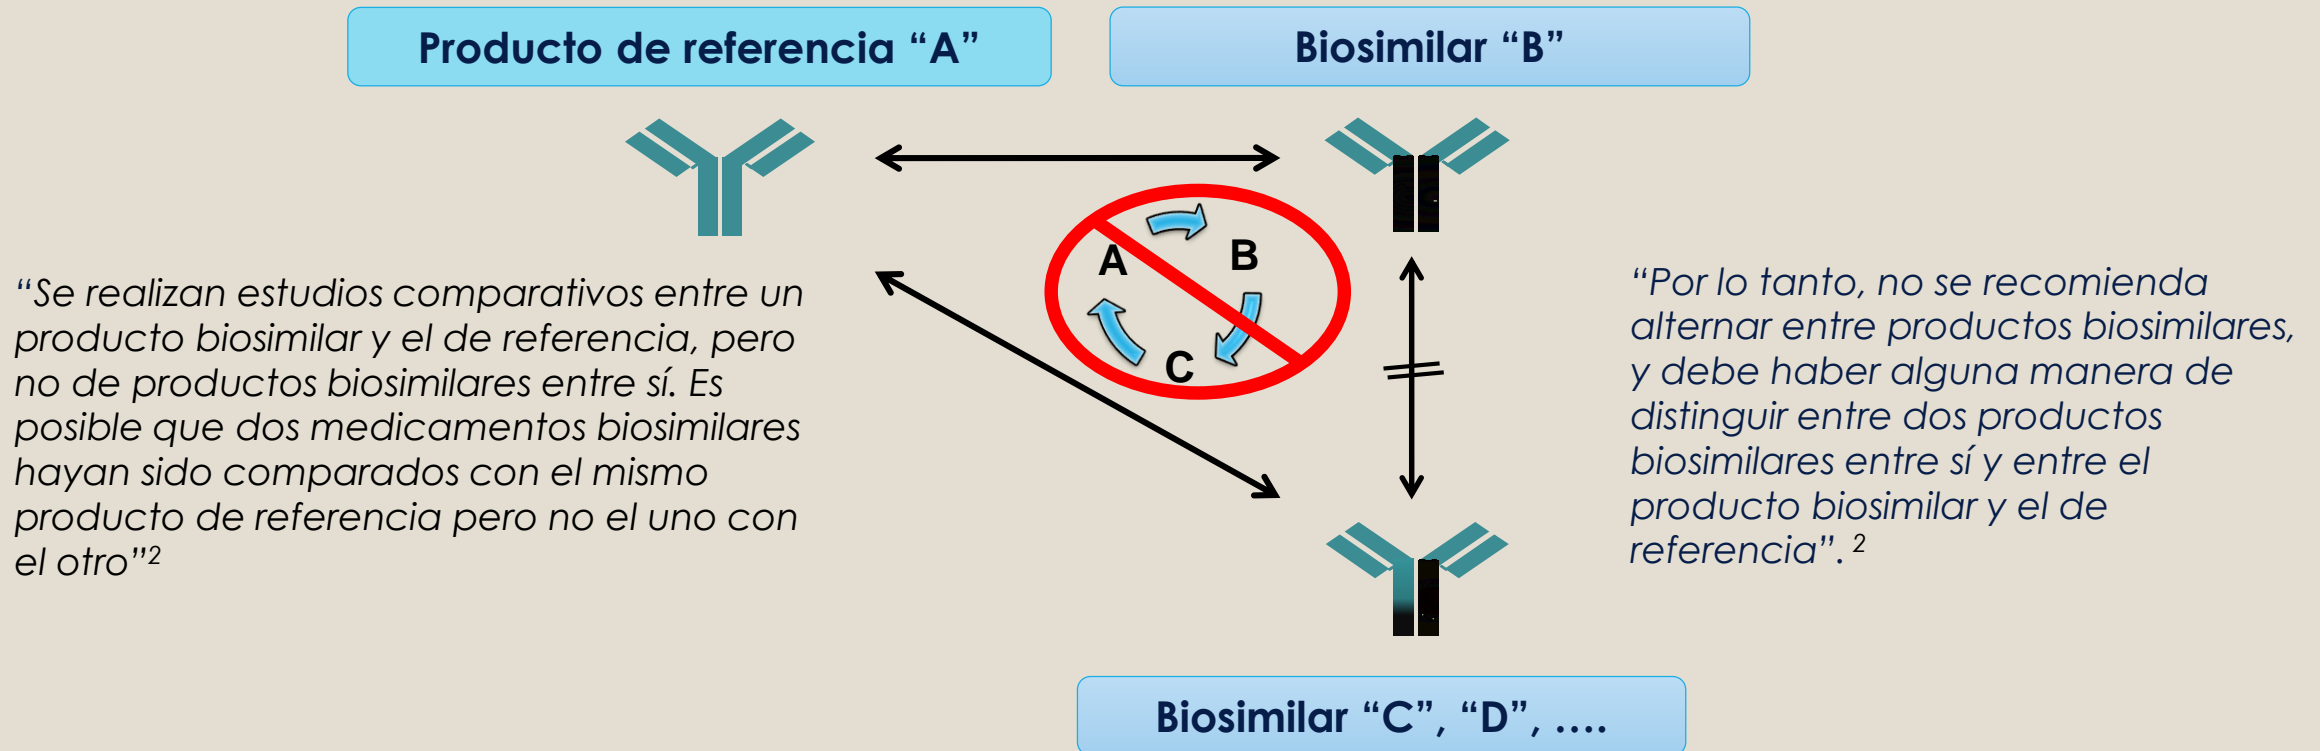 Producto de referencia “A”
Biosimilar “B”
A
B
C
“Se realizan estudios comparativos entre un
producto biosimilar y el de referencia, pero
no de productos biosimilares entre sí. Es
posible que dos medicamentos biosimilares
hayan sido comparados con el mismo
producto de referencia pero no el uno con
el otro”2
“Por lo tanto, no se recomienda
alternar entre productos biosimilares,
y debe haber alguna manera de
distinguir entre dos productos
biosimilares entre sí y entre el
producto biosimilar y el de
referencia”. 2
Biosimilar “C”, “D”, ....